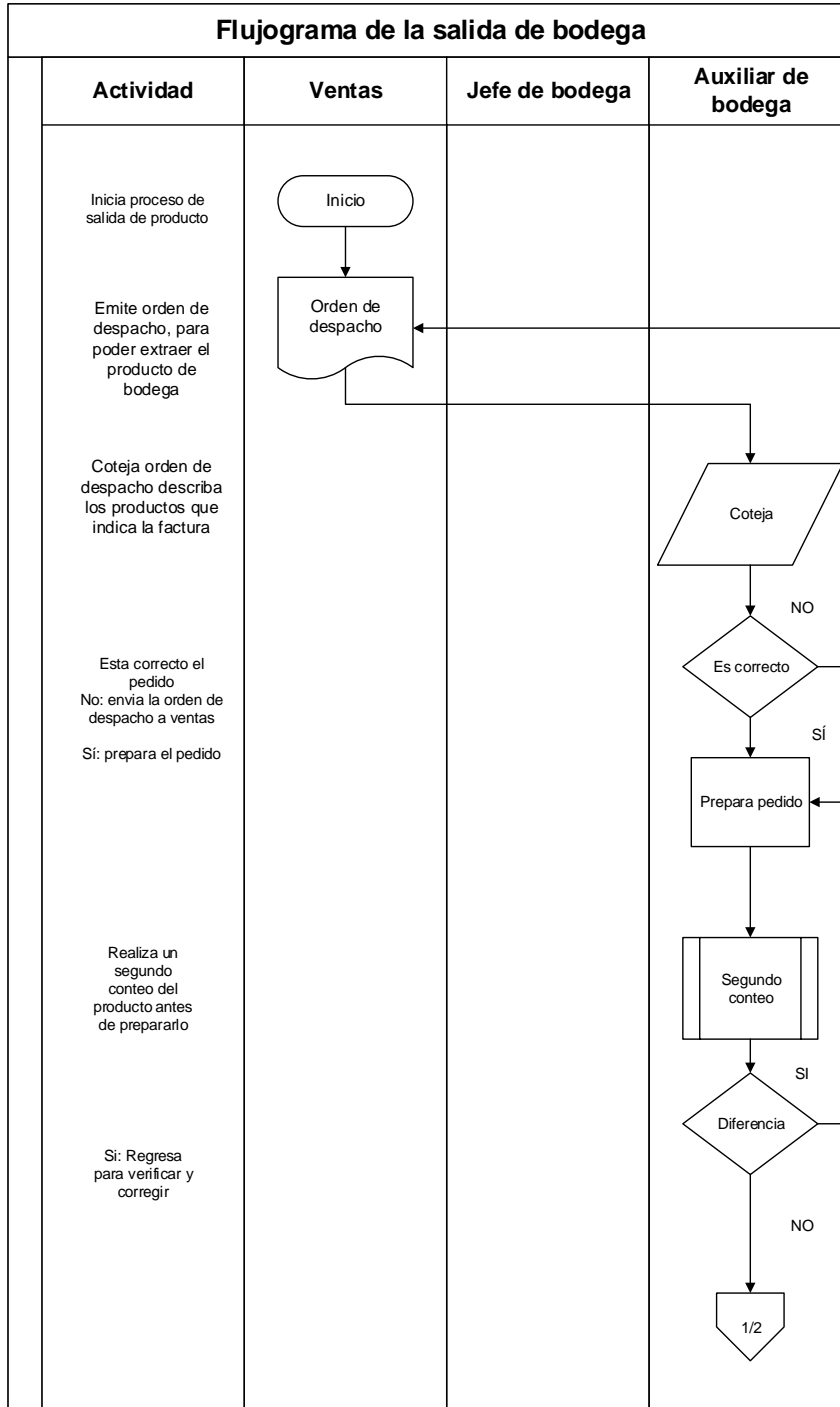 Flujograma de la salida de bodega
Actividad
Ventas
Jefe de bodega
Auxiliar de
bodega
Inicia proceso de
salida de producto
Inicio
Emite orden de
despacho, para
poder extraer el
producto de
bodega
Orden de
despacho
Coteja orden de
despacho describa
los productos que
indica la factura
Coteja
NO
Esta correcto el
pedido
No: envia la orden de
despacho a ventas
Sí: prepara el pedido
Es correcto
SÍ
Prepara pedido
Realiza un
segundo
conteo del
producto antes
de prepararlo
Segundo
conteo
SI
Diferencia
Si: Regresa
para verificar y
corregir
NO
1/2